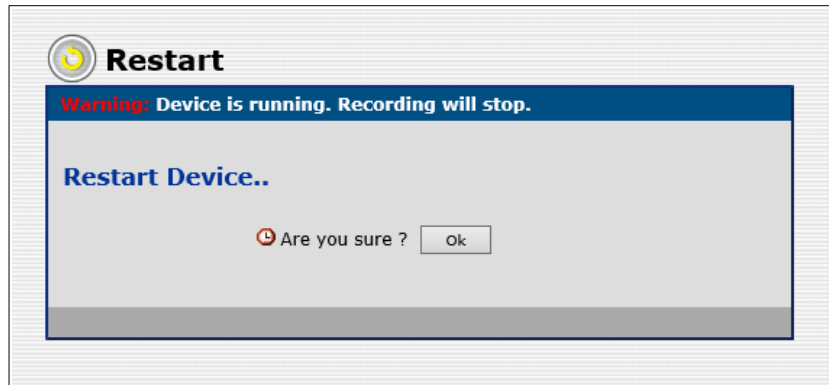 Restart
Warning: Device is running. Recording will stop.
Restart Device..
Are you sure ? Ok